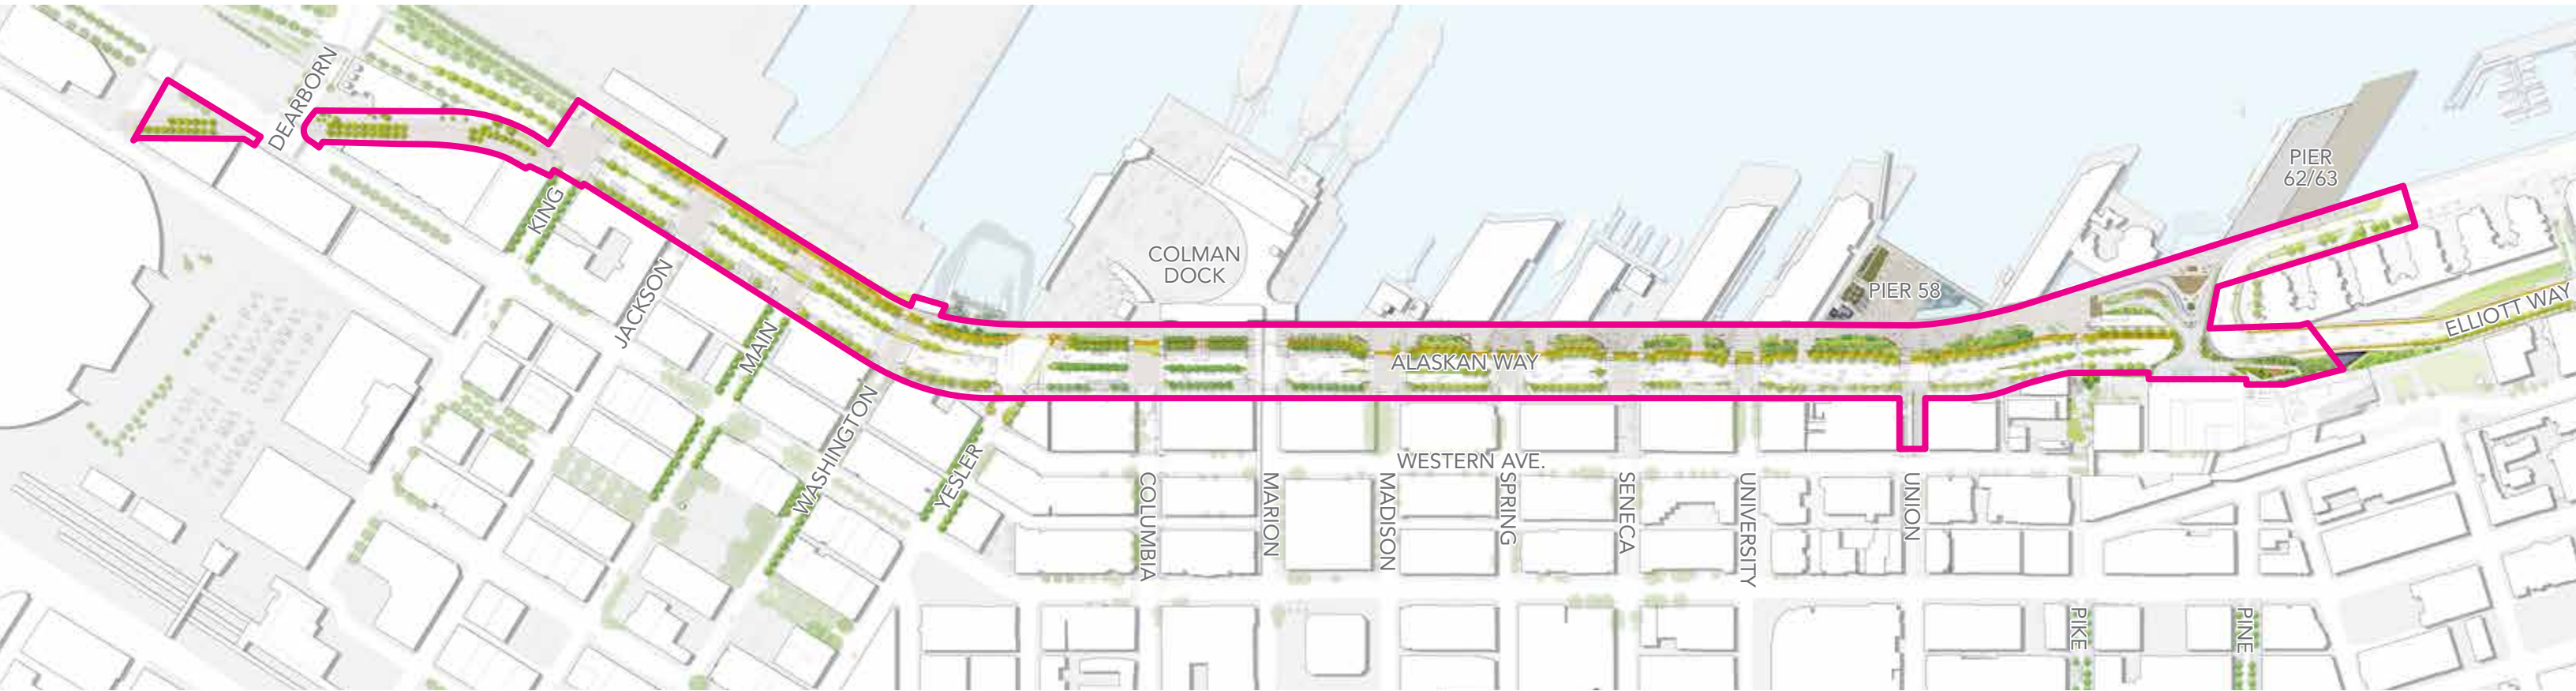 DEARBORN
KING
JACKSON
MAIN
WASHINGTON
YESLER
COLMAN
DOCK
ALASKAN WAY
WESTERN AVE.
COLUMBIA
MARION
MADISON
SPRING
SENECA
UNIVERSITY
UNION
PIER 58
PIER
62/63
ELLIOTT WAY
PIKE
PINE